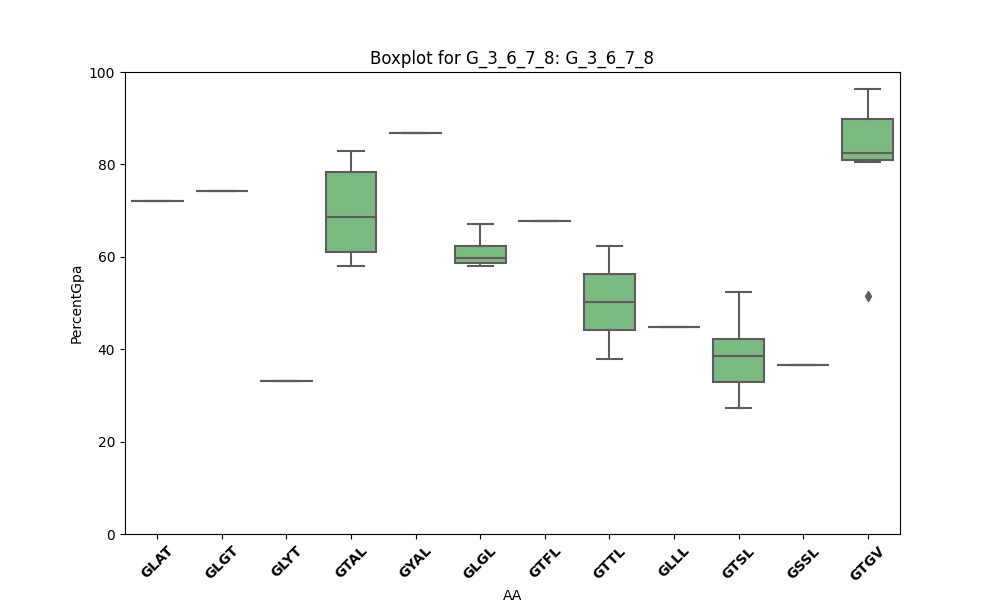 Boxplot for G_3_6_7_8: G_3_6_7_8
100
80
60
40
20
0
PercentGpa
GLAT GLGT GLYT GTAL GYAL GLGL GTFL GTTL GLLL GTSL GSSL GTGV
AA